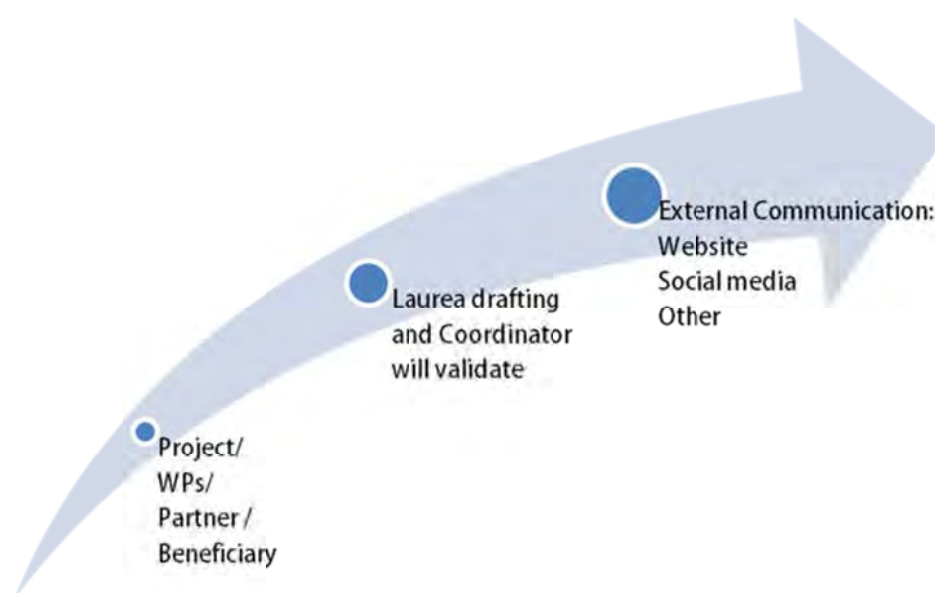 Project/
WPs/
Partner /
Beneficiary
Laurea drafting
and Coordinator
will validate
External Communication:
Website
Social media
Other